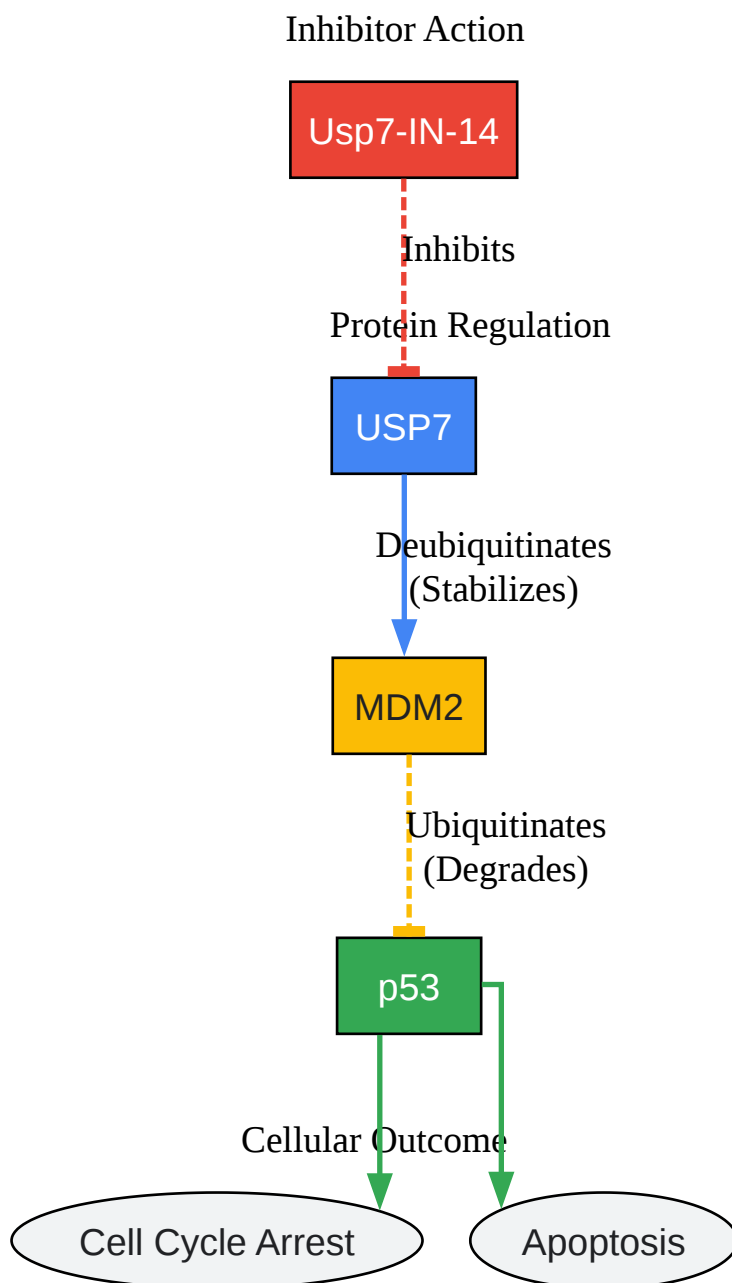 Inhibitor Action
Usp7-IN-14
Inhibits
Protein Regulation
USP7
Deubiquitinates
(Stabilizes)
MDM2
Ubiquitinates
(Degrades)
p53
Cellular Outcome
Cell Cycle Arrest
Apoptosis